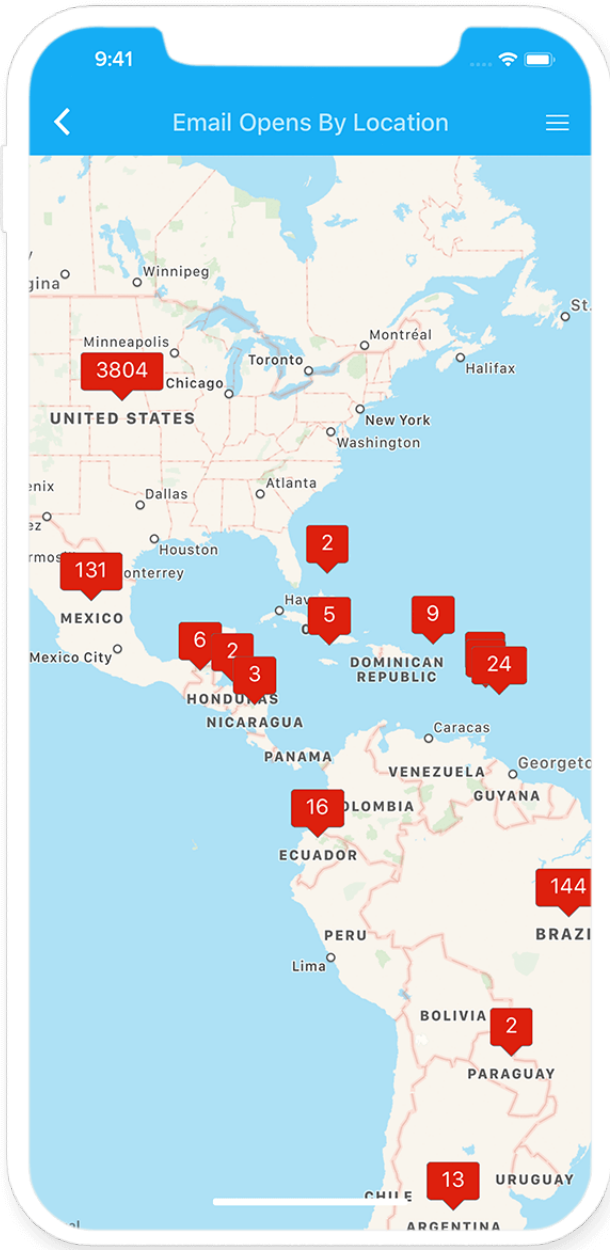 9:41
Email Opens By Location
Winnipeg
gina
St.
Montréal
Minneapolis
Toronto
Halifax
3804
Chicago
UNITED STATES
New York
Washington
Atlanta
enix
Dallas
ez
Houston
2
rmos
131
onterrey
Hav
5
9
MEXICO
6
2
Mexico City
24
DOMINICAN
REPUBLIC
3
HONDURAS
NICARAGUA
Caracas
PANAMA
Georgeto
VENEZUELA
GUYANA
16
OLOMBIA
ECUADOR
144
PERU
BRAZI
Lima
BOLIVIA
2
PARAGUAY
13
URUGUAY
CHILE
ARGENTINA